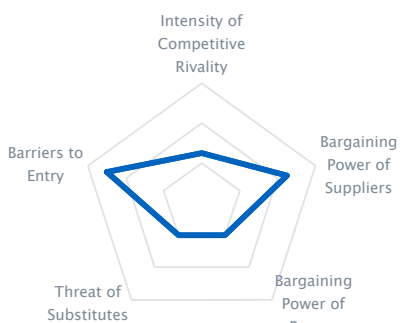 Intensity of
Competitive
Rivality
Bargaining
Power of
Suppliers
Barriers to
Entry
Bargaining
Power of
Threat of
Substitutes